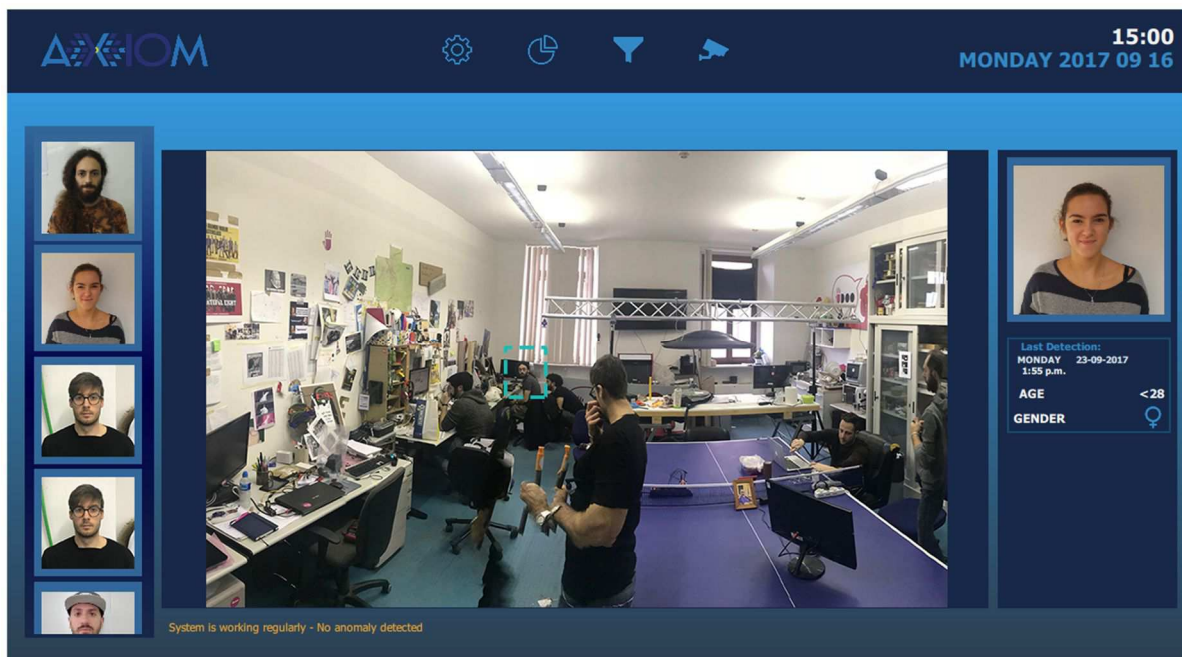 AXIOM
15:00
MONDAY 2017 09 16
Last Detection:
MONDAY 23-09-2017
1:55 p.m.
AGE <28
GENDER
System is working regularly - No anomaly detected